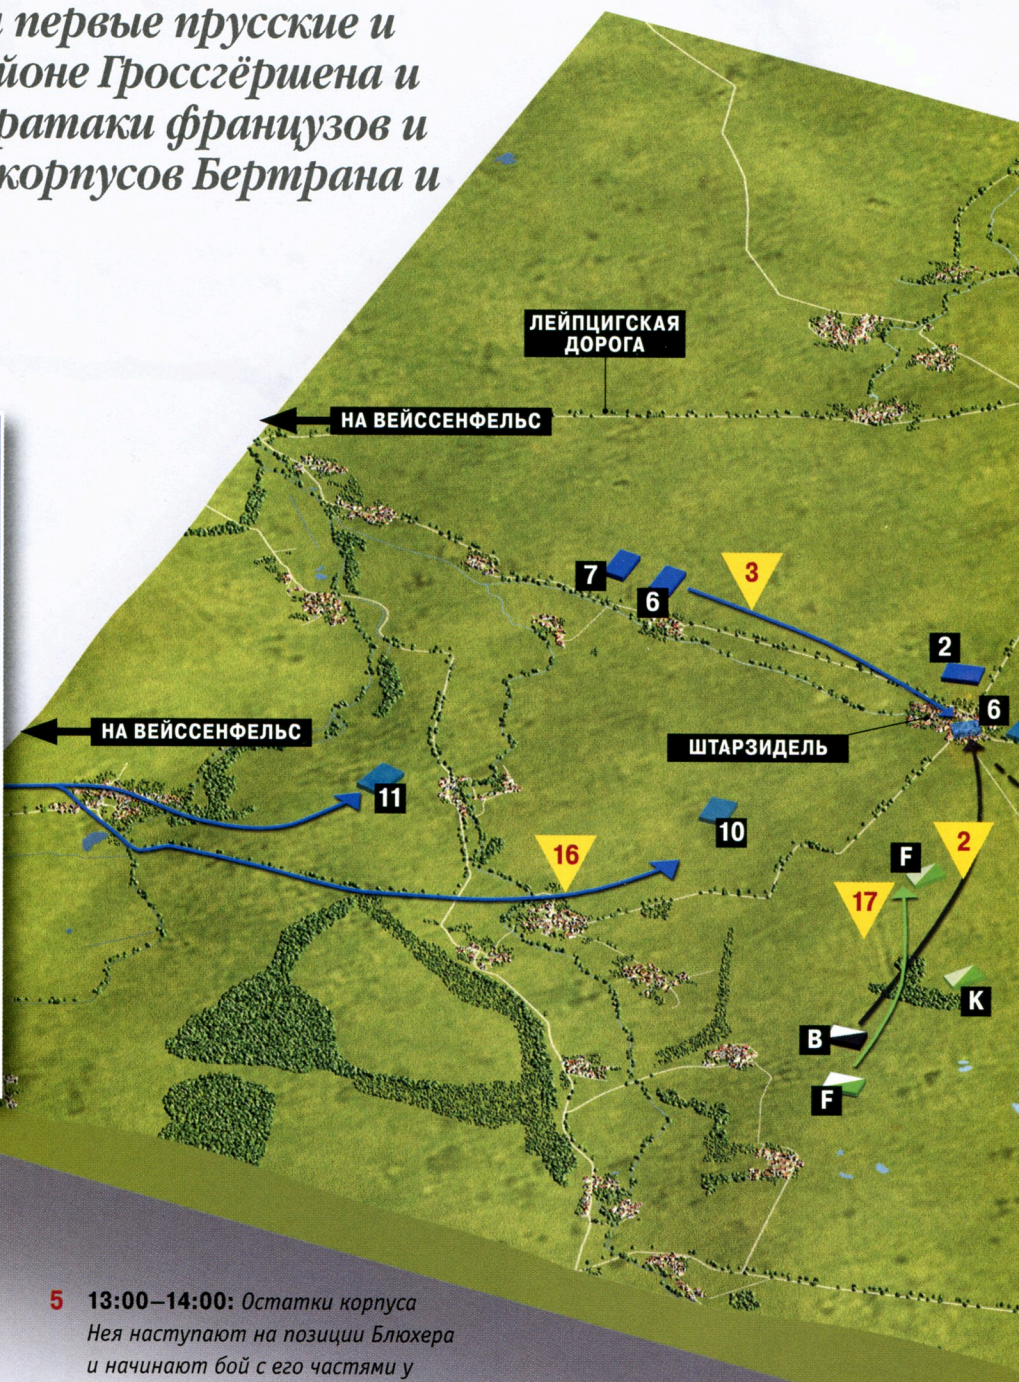 первые прусские и
йоне Гроссгёршена и
ратаки французов и
корпусов Бертрана и
ЛЕЙПЦИГСКАЯ
ДОРОГА
НА ВЕЙССЕНФЕЛЬС
7
6
3
2
6
НА ВЕЙССЕНФЕЛЬС
ШТАРЗИДЕЛЬ
11
10
16
F
2
17
K
B
F
5 13:00–14:00: Остатки корпуса
Нея наступают на позиции Блюхера
и начинают бой с его частями у